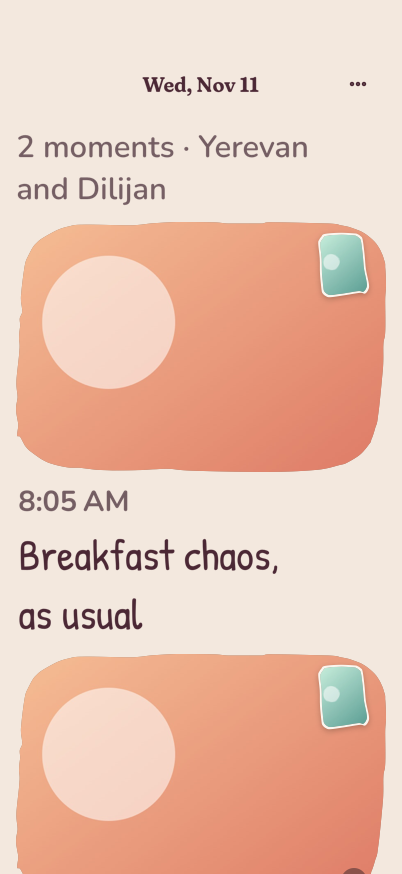 Wed, Nov 11
2 moments · Yerevan
and Dilijan
8:05 AM
Breakfast chaos,
as usual